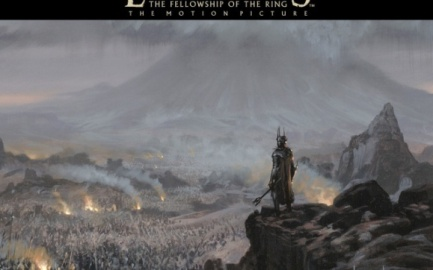 THE FELLOWSHIP OF THE RING
THE MOTION PICTURE